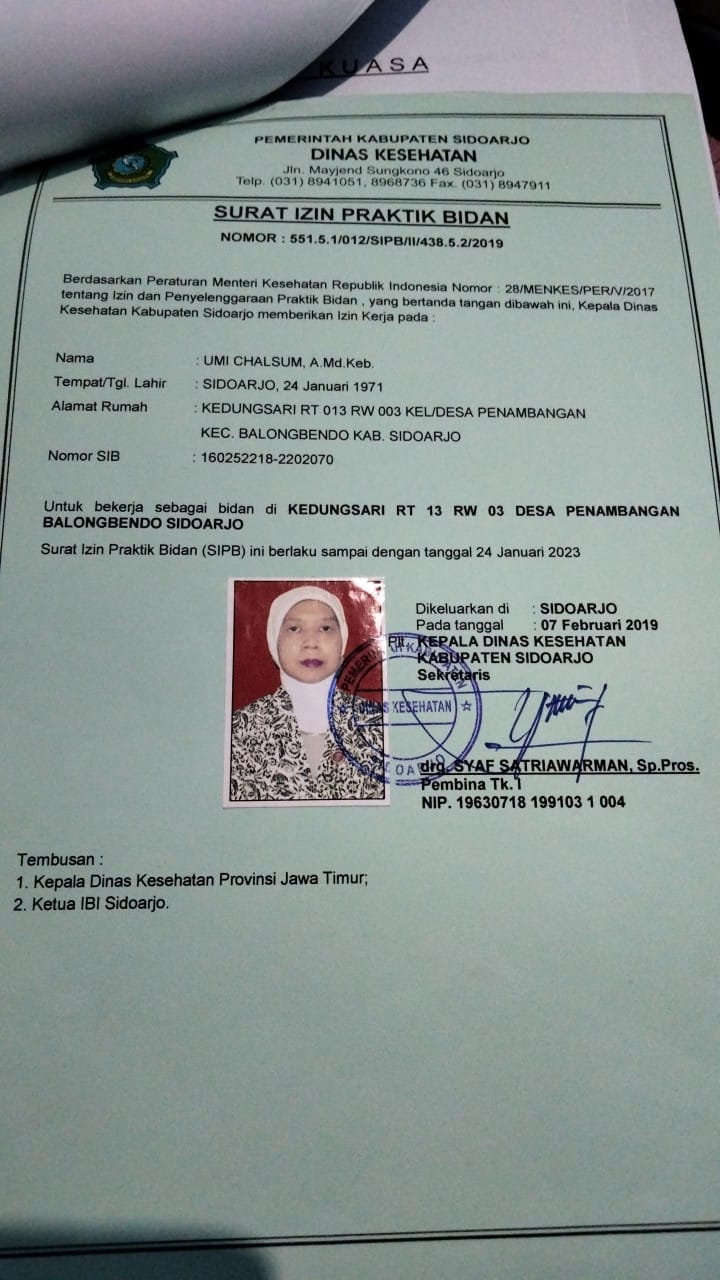 KUASA
PEMERINTAH KABUPATEN SIDOARJO
DINAS KESEHATAN
Jln. Mayjend Sungkono 46 Sidoarjo
Telp. (031) 8941051, 8968736 Fax. (031) 8947911
SURAT IZIN PRAKTIK BIDAN
NOMOR : 551.5.1/012/SIPB/II/438.5.2/2019
Berdasarkan Peraturan Menteri Kesehatan Republik Indonesia Nomor : 28/MENKES/PER/V/2017
tentang Izin dan Penyelenggaraan Praktik Bidan , yang bertanda tangan dibawah ini, Kepala Dinas
Kesehatan Kabupaten Sidoarjo memberikan Izin Kerja pada :
Nama : UMI CHALSUM, A.Md.Keb.
Tempat/Tgl. Lahir : SIDOARJO, 24 Januari 1971
Alamat Rumah : KEDUNGSARI RT 013 RW 003 KEL/DESA PENAMBANGAN
KEC. BALONGBENDO KAB. SIDOARJO
Nomor SIB : 160252218-2202070
Untuk bekerja sebagai bidan di KEDUNGSARI RT 13 RW 03 DESA PENAMBANGAN
BALONGBENDO SIDOARJO
Surat Izin Praktik Bidan (SIPB) ini berlaku sampai dengan tanggal 24 Januari 2023
Dikeluarkan di : SIDOARJO
Pada tanggal : 07 Februari 2019
Plt. KEPALA DINAS KESEHATAN
KABUPATEN SIDOARJO
Sekretaris
PEMERINTAH KABUPATEN
DINAS KESEHATAN
SIDOARJO
drg. SYAF SATRIAWARMAN, Sp.Pros.
Pembina Tk.1
NIP. 19630718 199103 1 004
Tembusan :
1. Kepala Dinas Kesehatan Provinsi Jawa Timur;
2. Ketua IBI Sidoarjo.